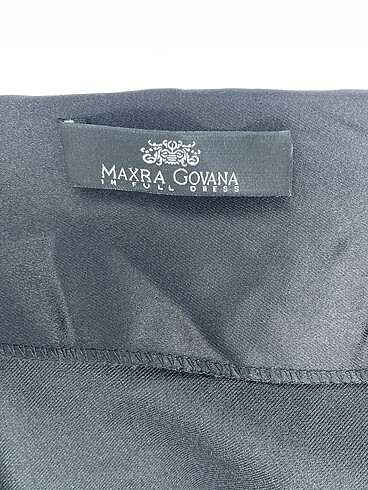 MAXRA GOVANA
IN FULL DRESS